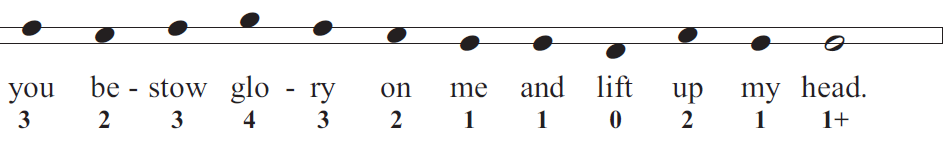 you be - stow glo - ry on me and lift up my head.
3 2 3 4 3 2 1 1 0 2 1 1+